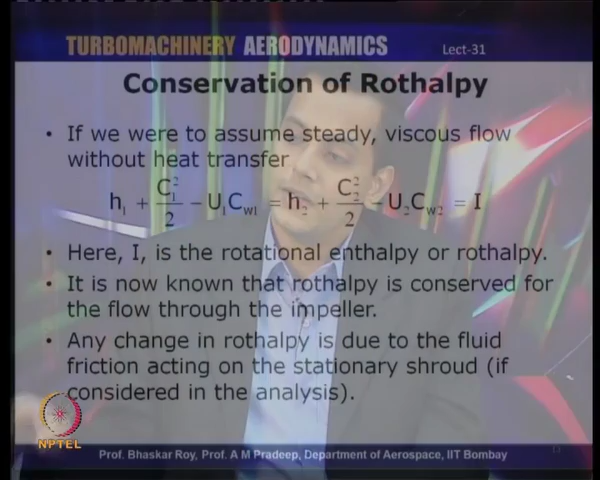 TURBOMACHINERY AERODYNAMICS Lect-31
Conservation of Rothalpy
• If we were to assume steady, viscous flow
without heat transfer
h₁ + C₁²/2 − U₁C_w1 = h₂ + C₂²/2 − U₂C_w2 = I
• Here, I, is the rotational enthalpy or rothalpy.
• It is now known that rothalpy is conserved for
the flow through the impeller.
• Any change in rothalpy is due to the fluid
friction acting on the stationary shroud (if
considered in the analysis).
NPTEL
Prof. Bhaskar Roy, Prof. A M Pradeep, Department of Aerospace, IIT Bombay